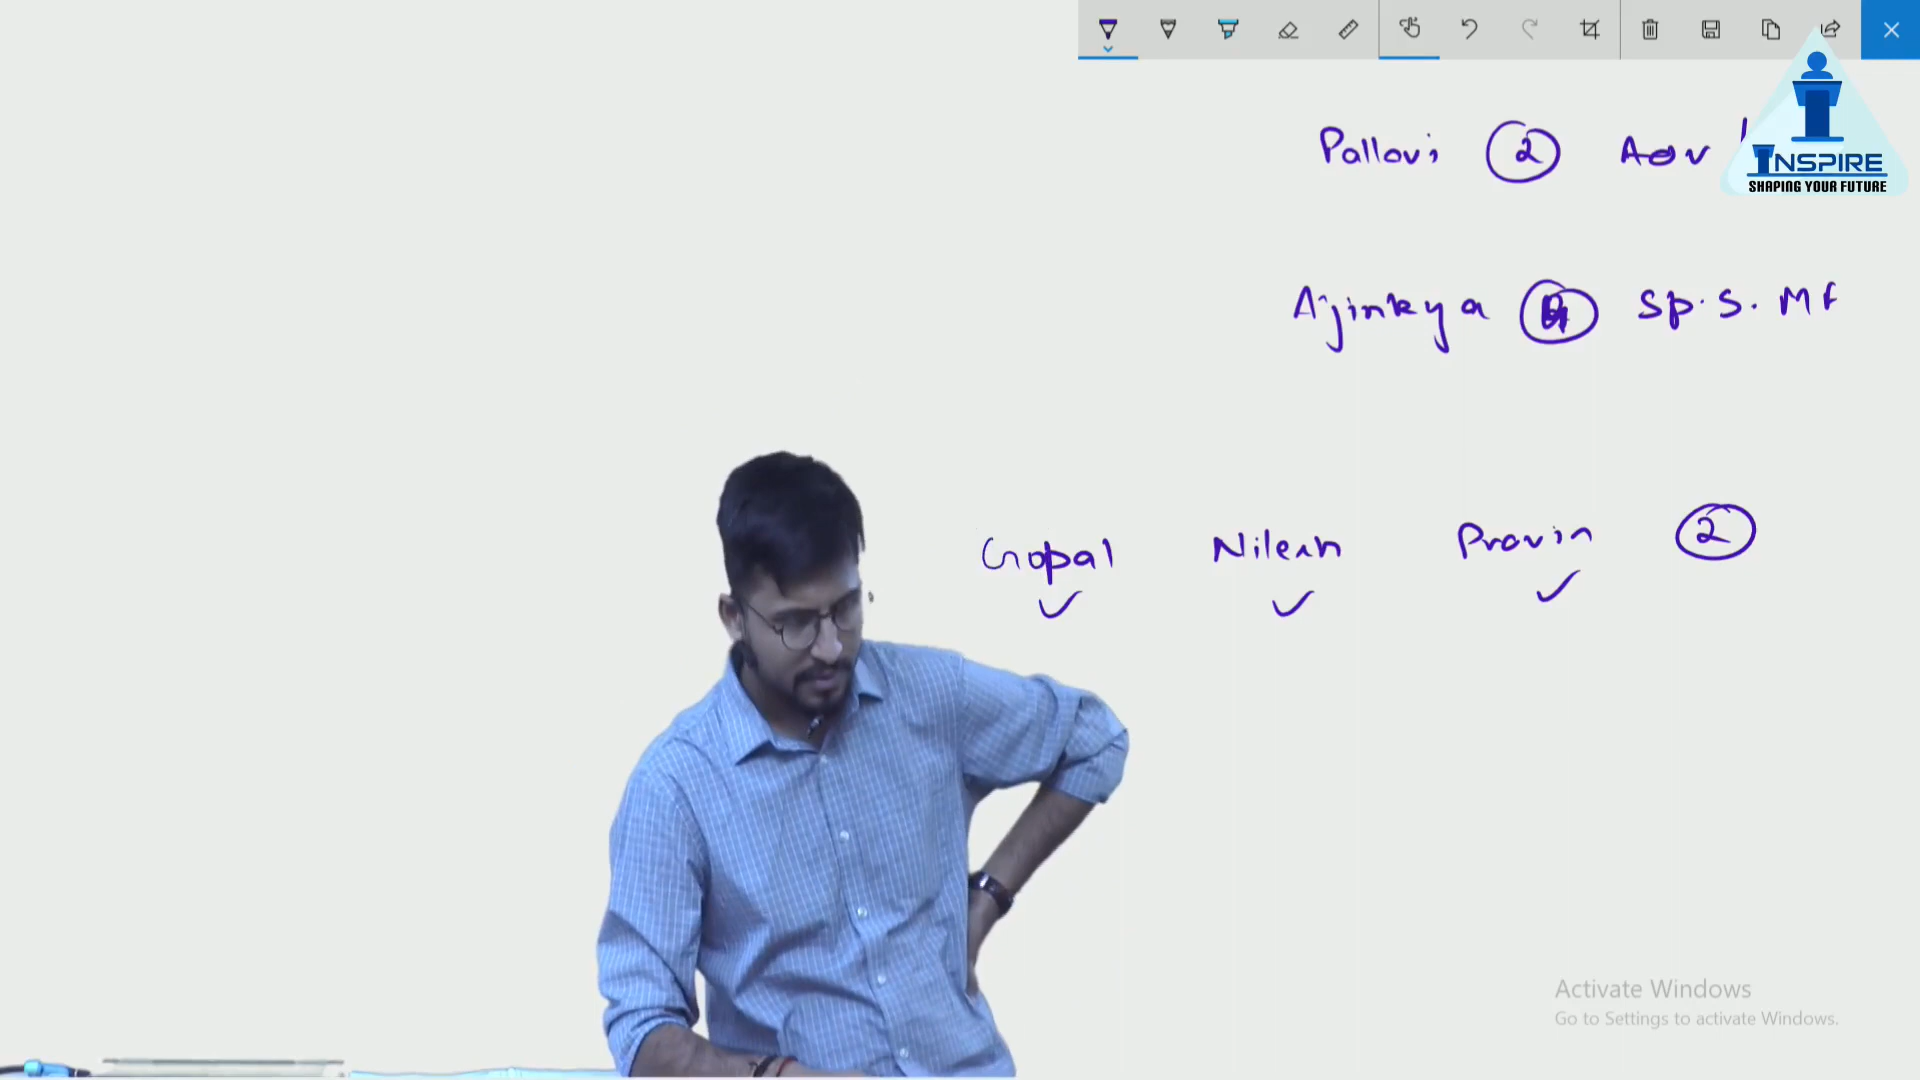 Pallavi 2 Adv
INSPIRE
SHAPING YOUR FUTURE
Ajinkya Sp. S. Mf
Gopal Nilesh Pravin 2
Activate Windows
Go to Settings to activate Windows.